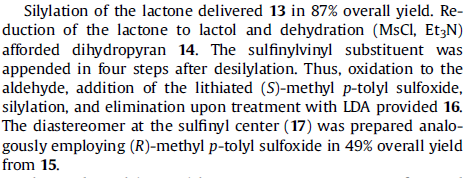 Silylation of the lactone delivered 13 in 87% overall yield. Re-
duction of the lactone to lactol and dehydration (MsCl, Et3N)
afforded dihydropyran 14. The sulfinylvinyl substituent was
appended in four steps after desilylation. Thus, oxidation to the
aldehyde, addition of the lithiated (S)-methyl p-tolyl sulfoxide,
silylation, and elimination upon treatment with LDA provided 16.
The diastereomer at the sulfinyl center (17) was prepared analo-
gously employing (R)-methyl p-tolyl sulfoxide in 49% overall yield
from 15.